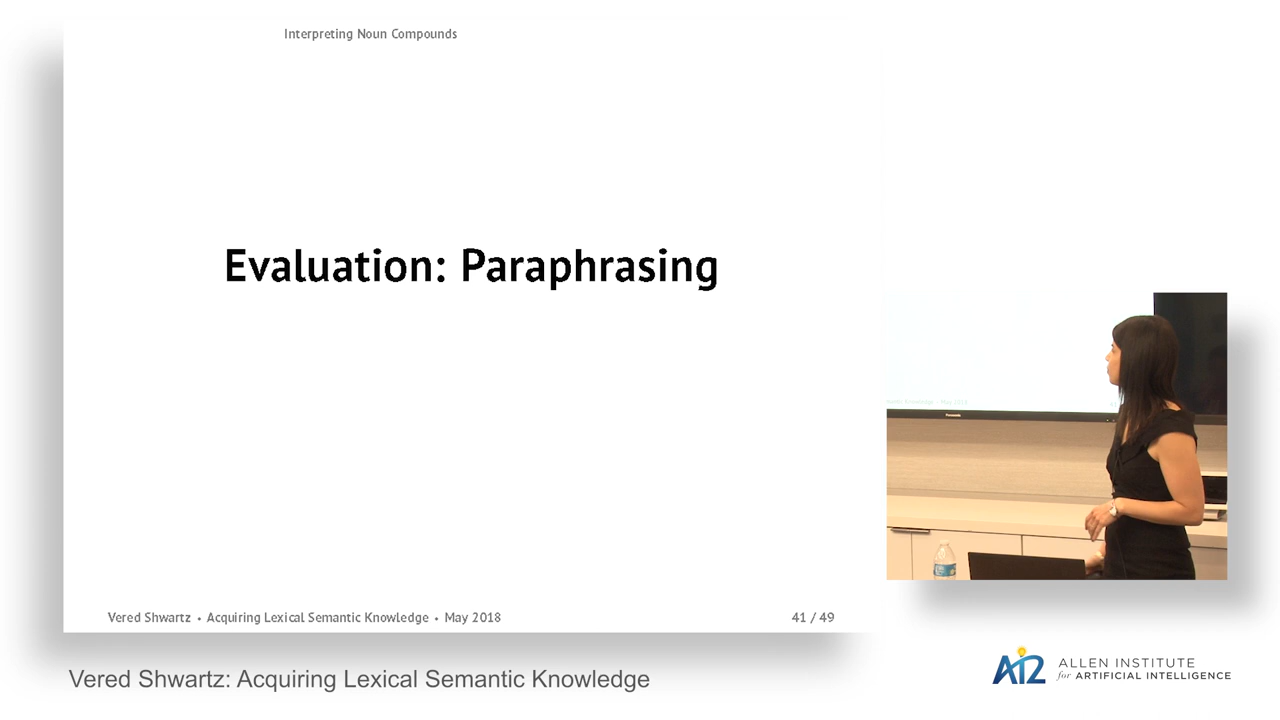 Interpreting Noun Compounds
Evaluation: Paraphrasing
Vered Shwartz • Acquiring Lexical Semantic Knowledge • May 2018
41 / 49
Vered Shwartz: Acquiring Lexical Semantic Knowledge
AI2 ALLEN INSTITUTE
for ARTIFICIAL INTELLIGENCE